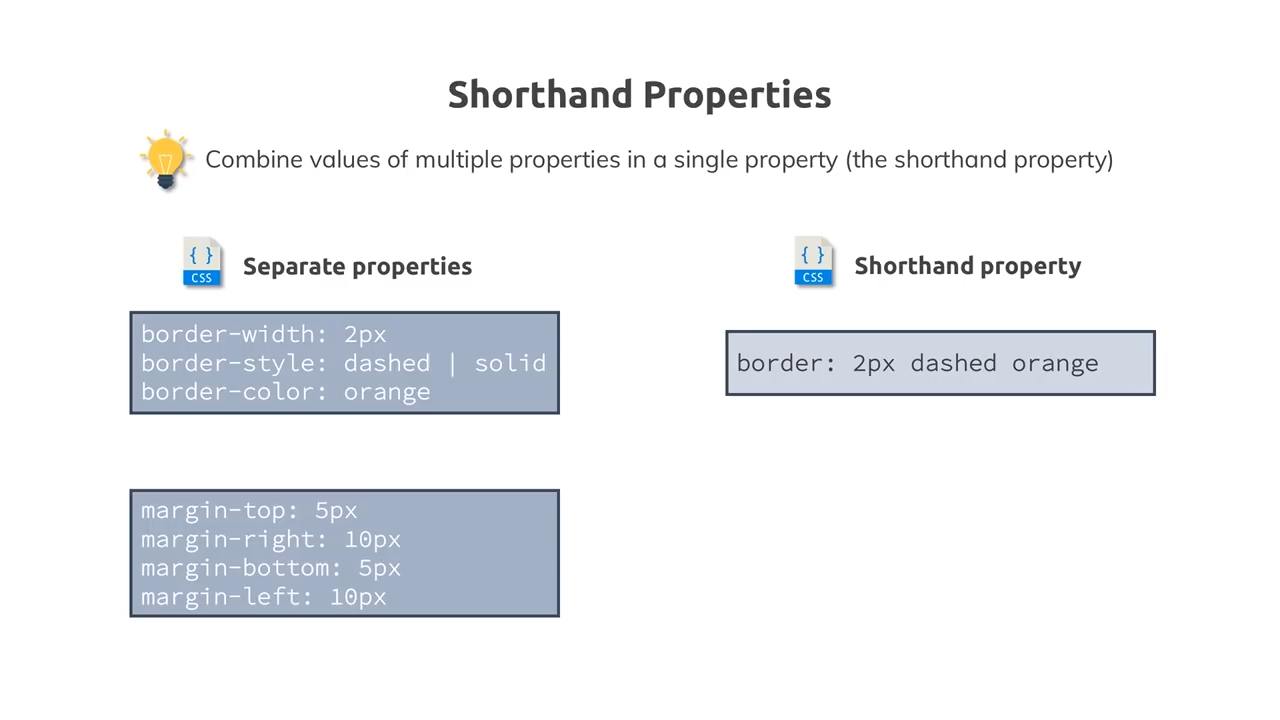 Shorthand Properties
Combine values of multiple properties in a single property (the shorthand property)
{ }
CSS
Separate properties
border-width: 2px
border-style: dashed | solid
border-color: orange
margin-top: 5px
margin-right: 10px
margin-bottom: 5px
margin-left: 10px
{ }
CSS
Shorthand property
border: 2px dashed orange